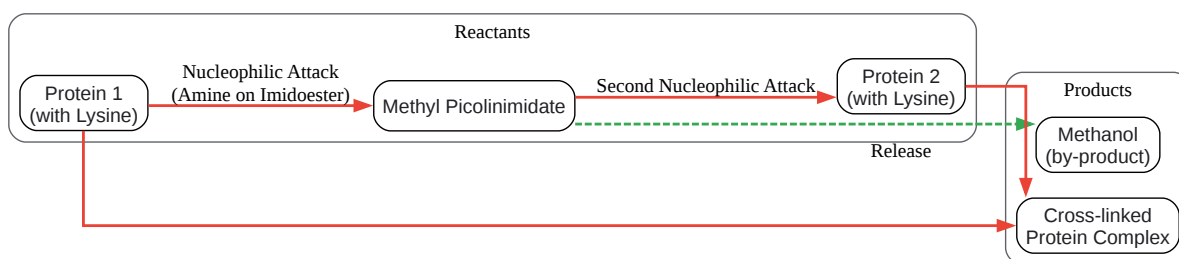 Reactants
Protein 1
(with Lysine)
Nucleophilic Attack
(Amine on Imidoester)
Methyl Picolinimidate
Second Nucleophilic Attack
Protein 2
(with Lysine)
Release
Products
Methanol
(by-product)
Cross-linked
Protein Complex